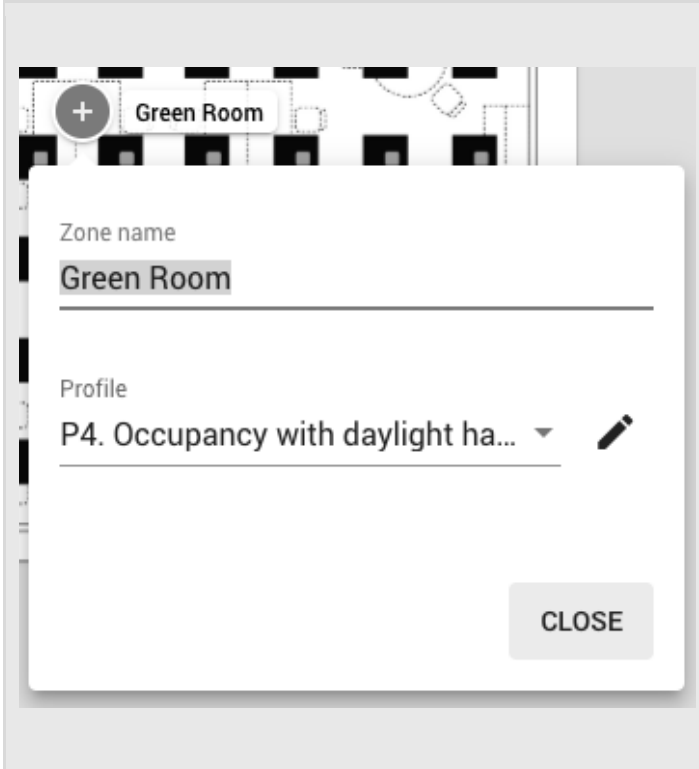 Green Room
Zone name
Green Room
Profile
P4. Occupancy with daylight ha...
CLOSE